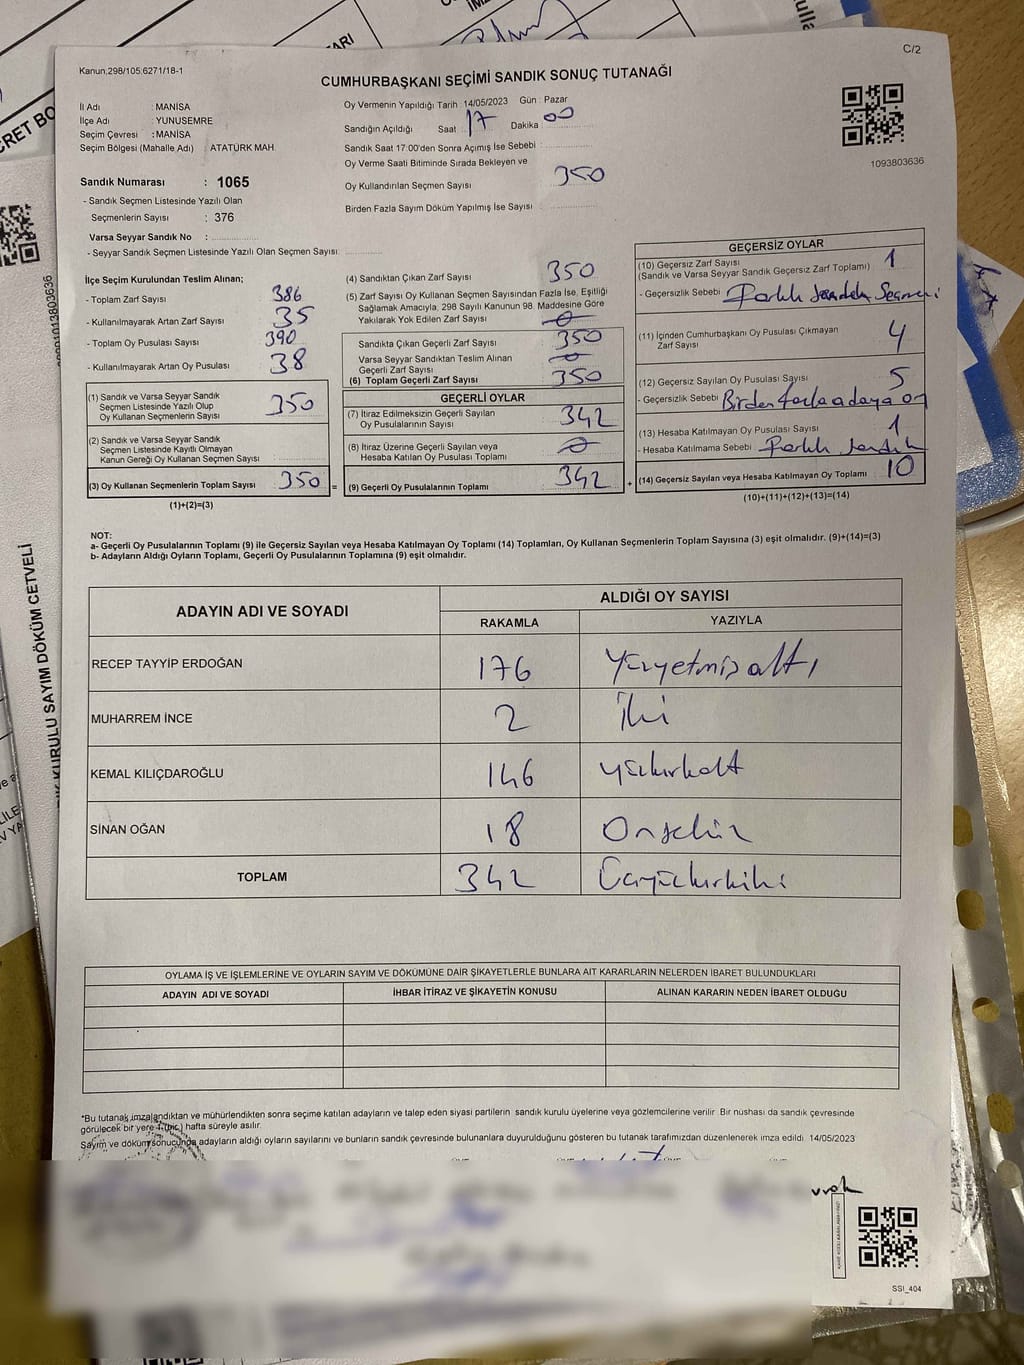 C/2
Kanun;298/105;6271/18-1
CUMHURBAŞKANI SEÇİMİ SANDIK SONUÇ TUTANAĞI
İl Adı : MANİSA
İlçe Adı : YUNUSEMRE
Seçim Çevresi : MANİSA
Seçim Bölgesi (Mahalle Adı) : ATATÜRK MAH.
Oy Vermenin Yapıldığı Tarih : 14/05/2023 Gün : Pazar
Sandığın Açıldığı Saat : 17 Dakika : 00
Sandık Saat 17:00'den Sonra Açımış İse Sebebi :
Oy Verme Saati Bitiminde Sırada Bekleyen ve
Oy Kullandırılan Seçmen Sayısı : 350
Birden Fazla Sayım Döküm Yapılmış İse Sayısı :
1093803636
Sandık Numarası : 1065
- Sandık Seçmen Listesinde Yazılı Olan
Seçmenlerin Sayısı : 376
Varsa Seyyar Sandık No :
- Seyyar Sandık Seçmen Listesinde Yazılı Olan Seçmen Sayısı:
İlçe Seçim Kurulundan Teslim Alınan;
- Toplam Zarf Sayısı 386
- Kullanılmayarak Artan Zarf Sayısı 35
- Toplam Oy Pusulası Sayısı 390
- Kullanılmayarak Artan Oy Pusulası 38
(1) Sandık ve Varsa Seyyar Sandık
Seçmen Listesinde Yazılı Olup
Oy Kullanan Seçmenlerin Sayısı 350
(2) Sandık ve Varsa Seyyar Sandık
Seçmen Listesinde Kayıtlı Olmayan
Kanun Gereği Oy Kullanan Seçmen Sayısı
(3) Oy Kullanan Seçmenlerin Toplam Sayısı 350 =
(1)+(2)=(3)
(4) Sandıktan Çıkan Zarf Sayısı 350
(5) Zarf Sayısı Oy Kullanan Seçmen Sayısından Fazla İse, Eşitliği
Sağlamak Amacıyla, 298 Sayılı Kanunun 98. Maddesine Göre
Yakılarak Yok Edilen Zarf Sayısı 0
Sandıkta Çıkan Geçerli Zarf Sayısı 350
Varsa Seyyar Sandıktan Teslim Alınan
Geçerli Zarf Sayısı 0
(6) Toplam Geçerli Zarf Sayısı 350
GEÇERLİ OYLAR
(7) İtiraz Edilmeksizin Geçerli Sayılan
Oy Pusulalarının Sayısı 342
(8) İtiraz Üzerine Geçerli Sayılan veya
Hesaba Katılan Oy Pusulası Toplamı 0
(9) Geçerli Oy Pusulalarının Toplamı 342 +
GEÇERSİZ OYLAR
(10) Geçersiz Zarf Sayısı 1
(Sandık ve Varsa Seyyar Sandık Geçersiz Zarf Toplamı)
- Geçersizlik Sebebi Farklı Sandık Seçmeni
(11) İçinden Cumhurbaşkanı Oy Pusulası Çıkmayan
Zarf Sayısı 4
(12) Geçersiz Sayılan Oy Pusulası Sayısı 5
- Geçersizlik Sebebi Birden fazla adaya oy
(13) Hesaba Katılmayan Oy Pusulası Sayısı 1
- Hesaba Katılmama Sebebi Farklı sandık
(14) Geçersiz Sayılan veya Hesaba Katılmayan Oy Toplamı 10
(10)+(11)+(12)+(13)=(14)
NOT:
a- Geçerli Oy Pusulalarının Toplamı (9) ile Geçersiz Sayılan veya Hesaba Katılmayan Oy Toplamı (14) Toplamları, Oy Kullanan Seçmenlerin Toplam Sayısına (3) eşit olmalıdır. (9)+(14)=(3)
b- Adayların Aldığı Oyların Toplamı, Geçerli Oy Pusulalarının Toplamına (9) eşit olmalıdır.
ADAYIN ADI VE SOYADI
ALDIĞI OY SAYISI
RAKAMLA YAZIYLA
RECEP TAYYİP ERDOĞAN 176 Yüzyetmişaltı
MUHARREM İNCE 2 İki
KEMAL KILIÇDAROĞLU 146 yüzkırkaltı
SİNAN OĞAN 18 Onsekiz
TOPLAM 342 Üçyüzkırkiki
OYLAMA İŞ VE İŞLEMLERİNE VE OYLARIN SAYIM VE DÖKÜMÜNE DAİR ŞİKAYETLERLE BUNLARA AİT KARARLARIN NELERDEN İBARET BULUNDUKLARI
ADAYIN ADI VE SOYADI İHBAR İTİRAZ VE ŞİKAYETİN KONUSU ALINAN KARARIN NEDEN İBARET OLDUĞU
*Bu tutanak imzalandıktan ve mühürlendikten sonra seçime katılan adayların ve talep eden siyasi partilerin sandık kurulu üyelerine veya gözlemcilerine verilir. Bir nüshası da sandık çevresinde
görülecek bir yere 1 (bir) hafta süreyle asılır.
Sayım ve döküm sonucunda adayların aldığı oyların sayılarını ve bunların sandık çevresinde bulunanlara duyurulduğunu gösteren bu tutanak tarafımızdan düzenlenerek imza edildi. 14/05/2023
SSI_404
KURULU SAYIM DÖKÜM CETVELİ